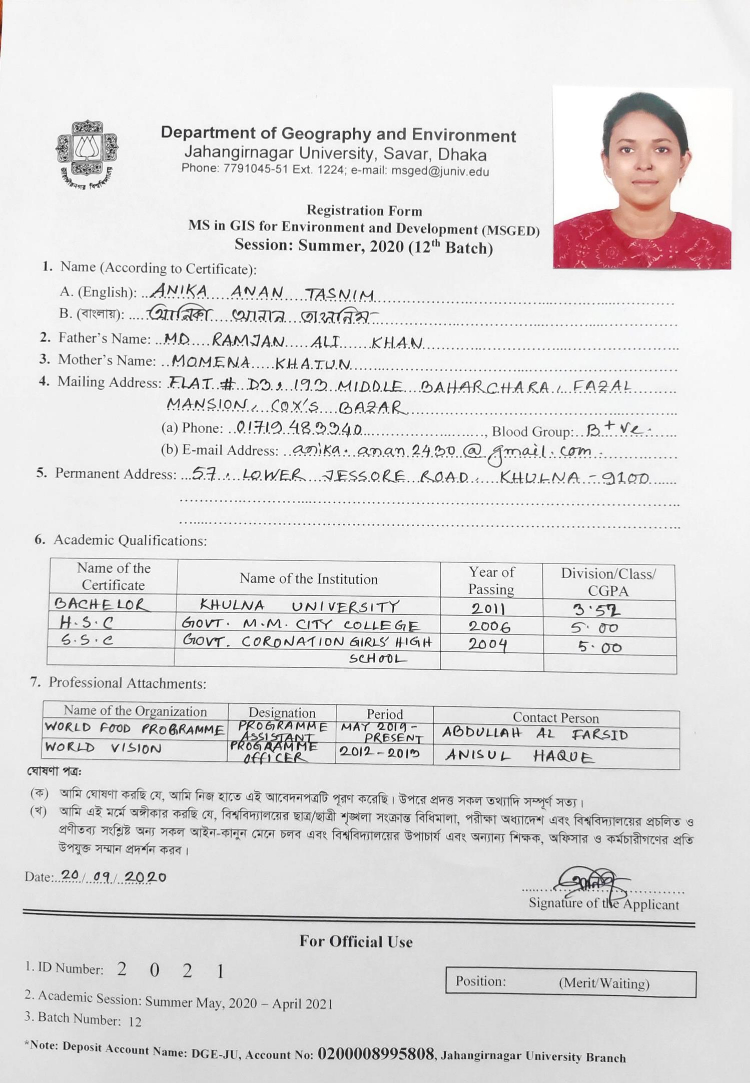 Department of Geography and Environment
Jahangirnagar University, Savar, Dhaka
Phone: 7791045-51 Ext. 1224; e-mail: msged@juniv.edu
Registration Form
MS in GIS for Environment and Development (MSGED)
Session: Summer, 2020 (12th Batch)
1. Name (According to Certificate):
A. (English): ANIKA ANAN TASNIM
B. (বাংলায়): আনিকা আনান তাসনিম
2. Father's Name: MD RAMJAN ALI KHAN
3. Mother's Name: MOMENA KHATUN
4. Mailing Address: FLAT # D3, 193 MIDDLE BAHARCHARA, FAZAL
MANSION, COX'S BAZAR
(a) Phone: 01719483340, Blood Group: B+ve.
(b) E-mail Address: anika.anan2430@gmail.com
5. Permanent Address: 57, LOWER JESSORE ROAD, KHULNA-9100
6. Academic Qualifications:
Name of the Certificate Name of the Institution Year of Passing Division/Class/CGPA
BACHELOR KHULNA UNIVERSITY 2011 3.57
H.S.C GOVT. M.M. CITY COLLEGE 2006 5.00
S.S.C GOVT. CORONATION GIRLS' HIGH 2004 5.00
SCHOOL
7. Professional Attachments:
Name of the Organization Designation Period Contact Person
WORLD FOOD PROGRAMME PROGRAMME ASSISTANT MAY 2019-PRESENT ABDULLAH AL FARSID
WORLD VISION PROGRAMME OFFICER 2012-2019 ANISUL HAQUE
ঘোষণা পত্র:
(ক) আমি ঘোষণা করছি যে, আমি নিজ হাতে এই আবেদনপত্রটি পূরণ করেছি। উপরে প্রদত্ত সকল তথ্যাদি সম্পূর্ণ সত্য।
(খ) আমি এই মর্মে অঙ্গীকার করছি যে, বিশ্ববিদ্যালয়ের ছাত্র/ছাত্রী শৃঙ্খলা সংক্রান্ত বিধিমালা, পরীক্ষা অধ্যাদেশ এবং বিশ্ববিদ্যালয়ের প্রচলিত ও
প্রণীতব্য সংশ্লিষ্ট অন্য সকল আইন-কানুন মেনে চলব এবং বিশ্ববিদ্যালয়ের উপাচার্য এবং অন্যান্য শিক্ষক, অফিসার ও কর্মচারীগণের প্রতি
উপযুক্ত সম্মান প্রদর্শন করব।
Date: 20/09/2020
Signature of the Applicant
For Official Use
1. ID Number: 2 0 2 1
Position: (Merit/Waiting)
2. Academic Session: Summer May, 2020 – April 2021
3. Batch Number: 12
*Note: Deposit Account Name: DGE-JU, Account No: 0200008995808, Jahangirnagar University Branch